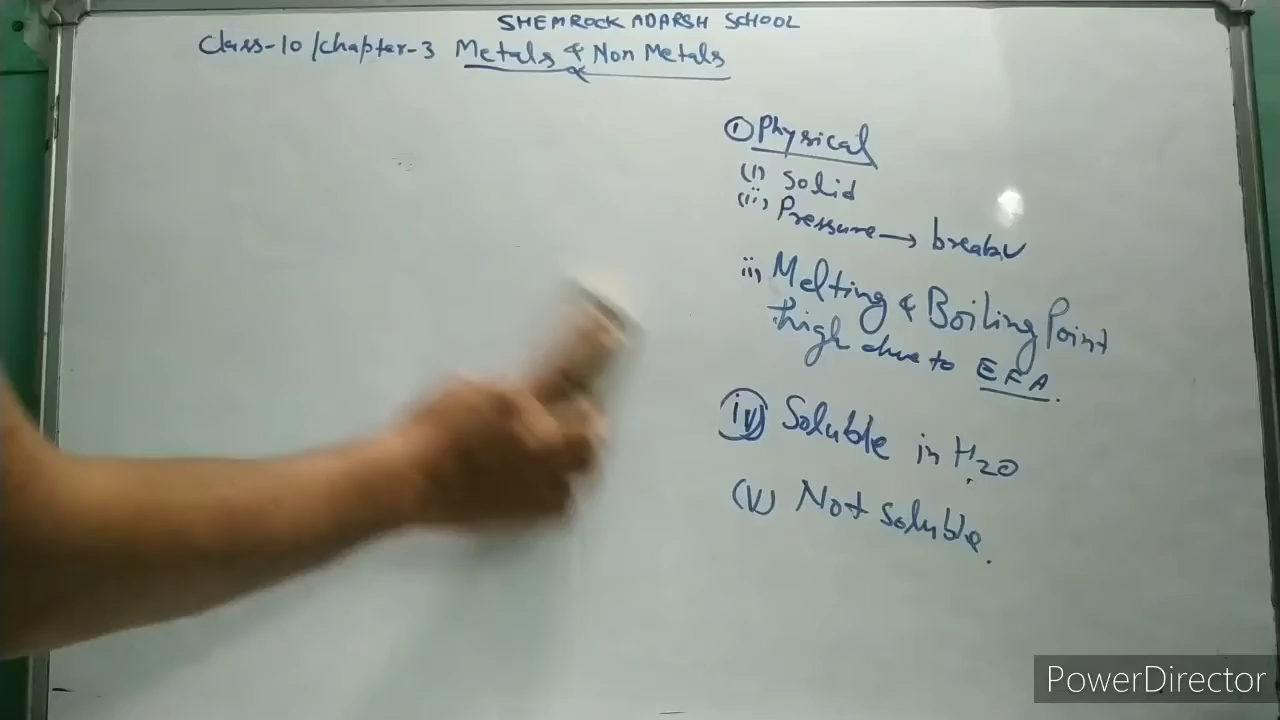 SHEMROCK ADARSH SCHOOL
Class-10/chapter-3 Metals & Non Metals
① Physical
(i) Solid
(ii) Pressure → break
ii) Melting & Boiling Point
high due to EFA.
(iv) Soluble in H₂O
(v) Not soluble.
PowerDirector